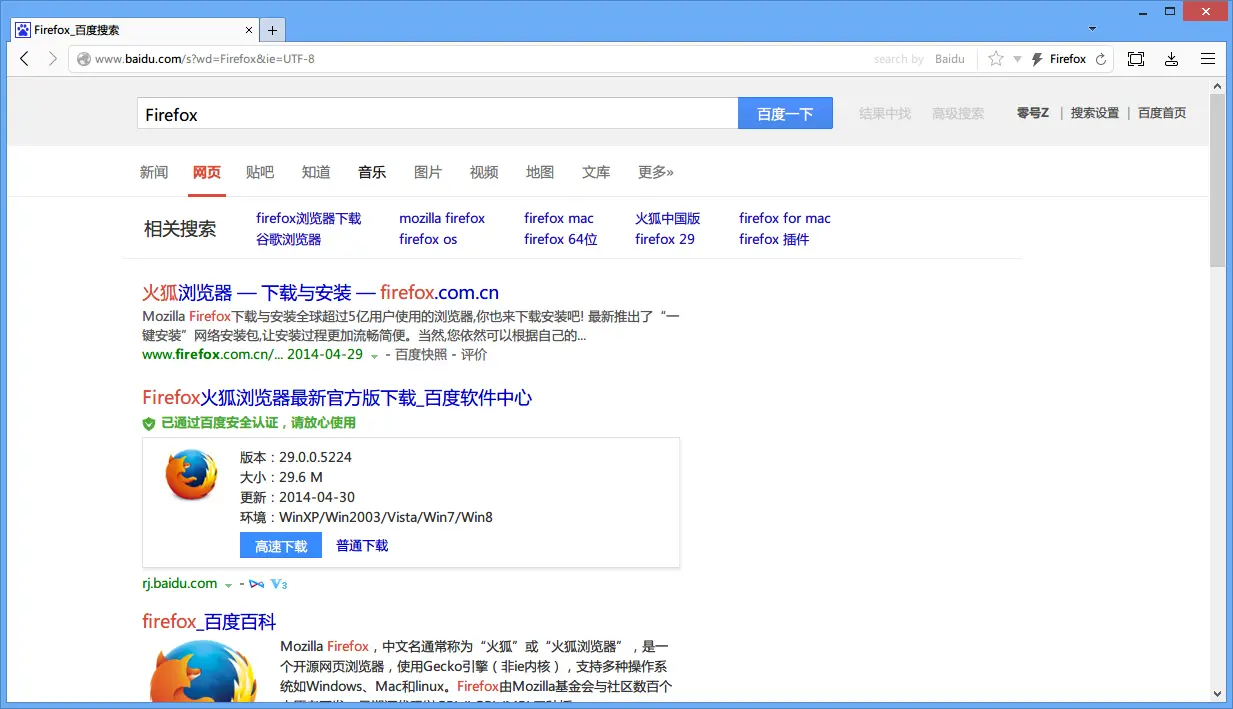 Firefox_百度搜索
www.baidu.com/s?wd=Firefox&ie=UTF-8
search by Baidu
Firefox
Firefox 百度一下 结果中找 高级搜索 零号Z | 搜索设置 | 百度首页
新闻 网页 贴吧 知道 音乐 图片 视频 地图 文库 更多»
相关搜索
firefox浏览器下载 mozilla firefox firefox mac 火狐中国版 firefox for mac
谷歌浏览器 firefox os firefox 64位 firefox 29 firefox 插件
火狐浏览器 — 下载与安装 — firefox.com.cn
Mozilla Firefox下载与安装全球超过5亿用户使用的浏览器,你也来下载安装吧! 最新推出了“一
键安装”网络安装包,让安装过程更加流畅简便。当然,您依然可以根据自己的...
www.firefox.com.cn/... 2014-04-29 - 百度快照 - 评价
Firefox火狐浏览器最新官方版下载_百度软件中心
已通过百度安全认证，请放心使用
版本：29.0.0.5224
大小：29.6 M
更新：2014-04-30
环境：WinXP/Win2003/Vista/Win7/Win8
高速下载 普通下载
rj.baidu.com - V3
firefox_百度百科
Mozilla Firefox，中文名通常称为“火狐”或“火狐浏览器”，是一
个开源网页浏览器，使用Gecko引擎（非ie内核），支持多种操作系
统如Windows、Mac和linux。Firefox由Mozilla基金会与社区数百个